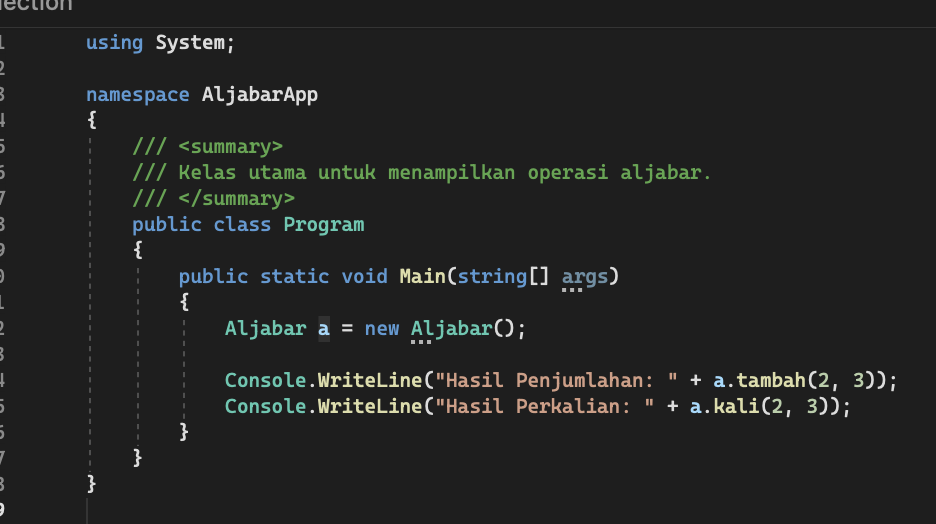 using System;
namespace AljabarApp
{
/// <summary>
/// Kelas utama untuk menampilkan operasi aljabar.
/// </summary>
public class Program
{
public static void Main(string[] args)
{
Aljabar a = new Aljabar();
Console.WriteLine("Hasil Penjumlahan: " + a.tambah(2, 3));
Console.WriteLine("Hasil Perkalian: " + a.kali(2, 3));
}
}
}